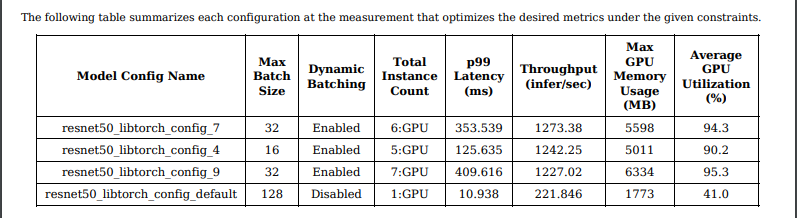 The following table summarizes each configuration at the measurement that optimizes the desired metrics under the given constraints.
Model Config Name | Max Batch Size | Dynamic Batching | Total Instance Count | p99 Latency (ms) | Throughput (infer/sec) | Max GPU Memory Usage (MB) | Average GPU Utilization (%)
resnet50_libtorch_config_7 | 32 | Enabled | 6:GPU | 353.539 | 1273.38 | 5598 | 94.3
resnet50_libtorch_config_4 | 16 | Enabled | 5:GPU | 125.635 | 1242.25 | 5011 | 90.2
resnet50_libtorch_config_9 | 32 | Enabled | 7:GPU | 409.616 | 1227.02 | 6334 | 95.3
resnet50_libtorch_config_default | 128 | Disabled | 1:GPU | 10.938 | 221.846 | 1773 | 41.0